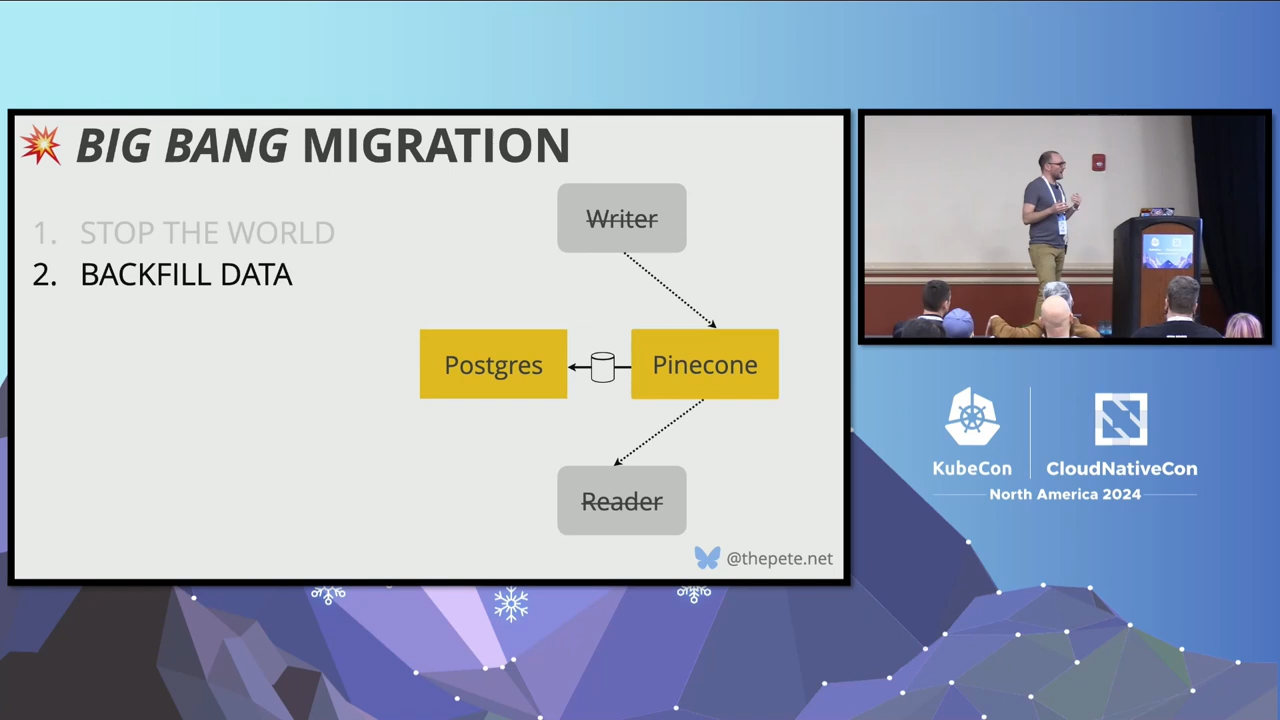 💥 BIG BANG MIGRATION
1. STOP THE WORLD
2. BACKFILL DATA
Writer
Postgres
Pinecone
Reader
@thepete.net
KubeCon
CloudNativeCon
North America 2024